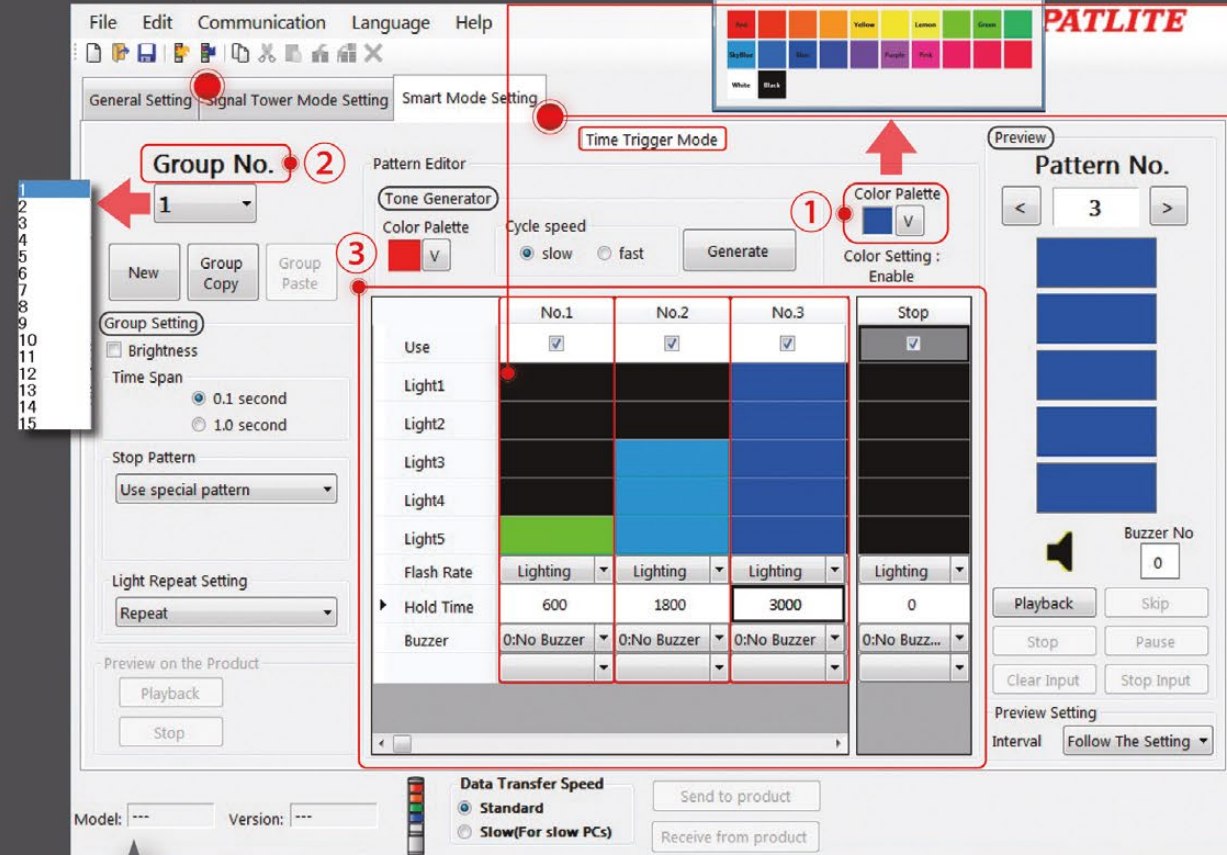 File Edit Communication Language Help
PATLITE
Red Yellow Lemon Green
SkyBlue Blue Purple Pink
White Black
General Setting Signal Tower Mode Setting Smart Mode Setting
Time Trigger Mode
Group No. ②
1
1
2
3
4
5
6
7
8
9
10
11
12
13
14
15
New Group Copy Group Paste
Group Setting
Brightness
Time Span
0.1 second
1.0 second
Stop Pattern
Use special pattern
Light Repeat Setting
Repeat
Preview on the Product
Playback
Stop
Pattern Editor
Tone Generator
Color Palette
V
③
Cycle speed
slow fast
Generate
①
Color Palette
V
Color Setting :
Enable
No.1 No.2 No.3 Stop
Use
Light1
Light2
Light3
Light4
Light5
Flash Rate Lighting Lighting Lighting Lighting
Hold Time 600 1800 3000 0
Buzzer 0:No Buzzer 0:No Buzzer 0:No Buzzer 0:No Buzz...
Preview
Pattern No.
< 3 >
Buzzer No
0
Playback Skip
Stop Pause
Clear Input Stop Input
Preview Setting
Interval Follow The Setting
Model: --- Version: ---
Data Transfer Speed
Standard
Slow(For slow PCs)
Send to product
Receive from product